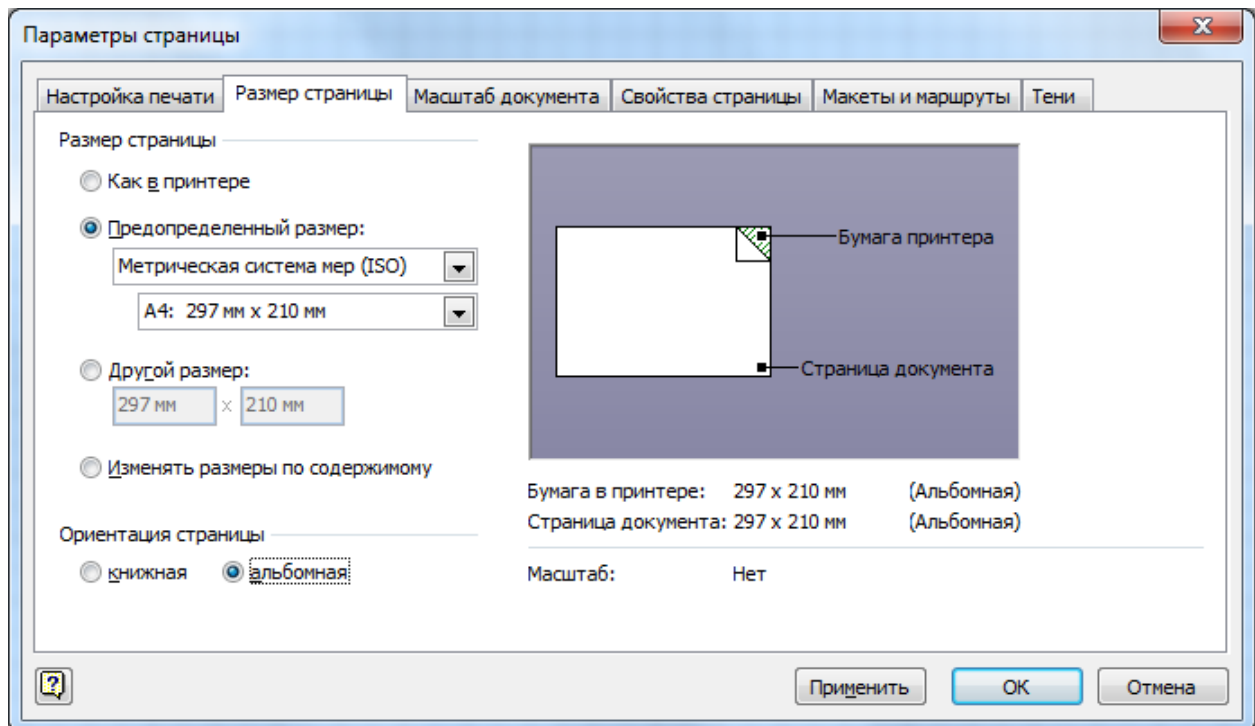 Параметры страницы
Настройка печати Размер страницы Масштаб документа Свойства страницы Макеты и маршруты Тени
Размер страницы
Как в принтере
Предопределенный размер:
Метрическая система мер (ISO)
A4: 297 мм x 210 мм
Другой размер:
297 мм x 210 мм
Изменять размеры по содержимому
Ориентация страницы
книжная альбомная
Бумага принтера
Страница документа
Бумага в принтере: 297 x 210 мм (Альбомная)
Страница документа: 297 x 210 мм (Альбомная)
Масштаб: Нет
Применить ОК Отмена